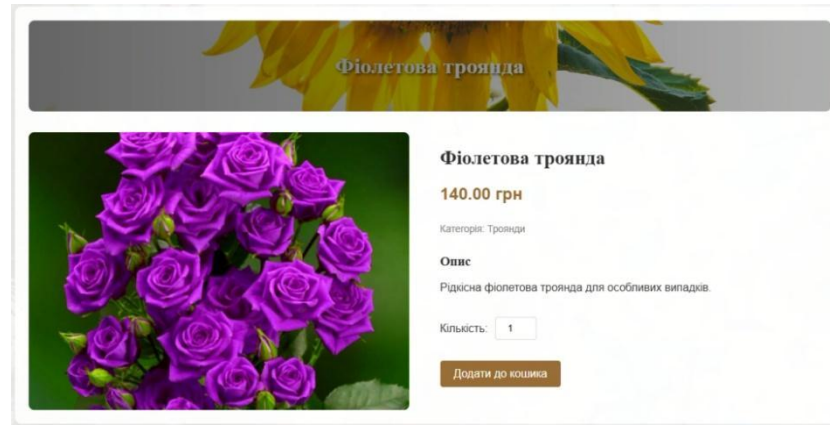 Фіолетова троянда
Фіолетова троянда
140.00 грн
Категорія: Троянди
Опис
Рідкісна фіолетова троянда для особливих випадків.
Кількість: 1
Додати до кошика